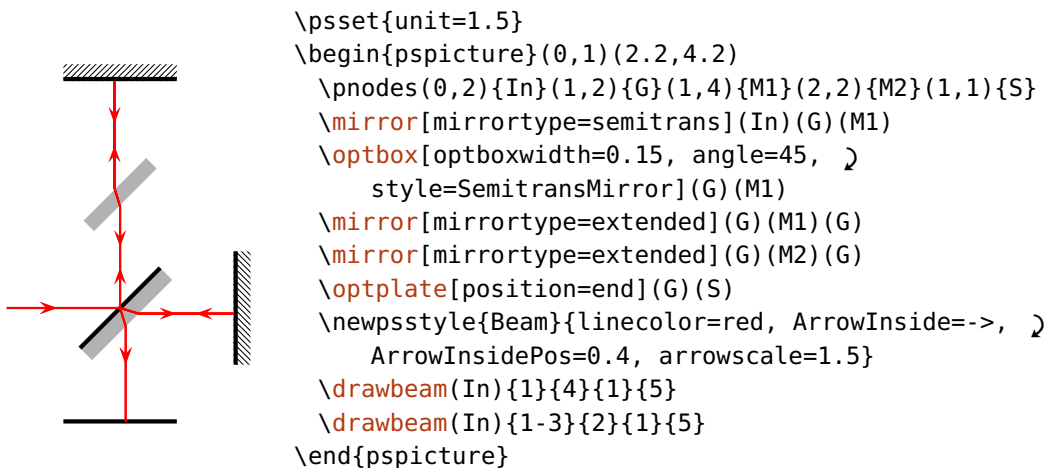 \psset{unit=1.5}
\begin{pspicture}(0,1)(2.2,4.2)
\pnodes(0,2){In}(1,2){G}(1,4){M1}(2,2){M2}(1,1){S}
\mirror[mirrortype=semitrans](In)(G)(M1)
\optbox[optboxwidth=0.15, angle=45,
style=SemitransMirror](G)(M1)
\mirror[mirrortype=extended](G)(M1)(G)
\mirror[mirrortype=extended](G)(M2)(G)
\optplate[position=end](G)(S)
\newpsstyle{Beam}{linecolor=red, ArrowInside=->,
ArrowInsidePos=0.4, arrowscale=1.5}
\drawbeam(In){1}{4}{1}{5}
\drawbeam(In){1-3}{2}{1}{5}
\end{pspicture}